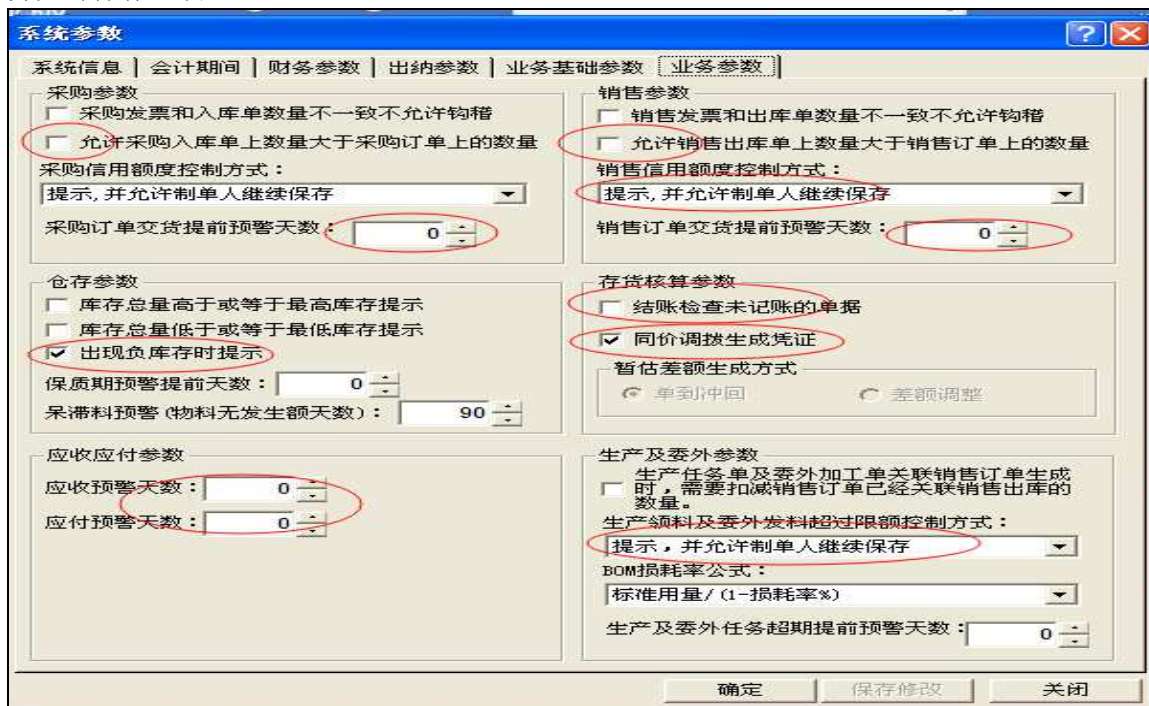 系统参数
系统信息 会计期间 财务参数 出纳参数 业务基础参数 业务参数
采购参数
采购发票和入库单数量不一致不允许钩稽
允许采购入库单上数量大于采购订单上的数量
采购信用额度控制方式：
提示,并允许制单人继续保存
采购订单交货提前预警天数： 0
销售参数
销售发票和出库单数量不一致不允许钩稽
允许销售出库单上数量大于销售订单上的数量
销售信用额度控制方式：
提示,并允许制单人继续保存
销售订单交货提前预警天数： 0
仓存参数
库存总量高于或等于最高库存提示
库存总量低于或等于最低库存提示
出现负库存时提示
保质期预警提前天数： 0
呆滞料预警(物料无发生额天数)： 90
存货核算参数
结账检查未记账的单据
同价调拨生成凭证
暂估差额生成方式
单到冲回 差额调整
应收应付参数
应收预警天数： 0
应付预警天数： 0
生产及委外参数
生产任务单及委外加工单关联销售订单生成
时，需要扣减销售订单已经关联销售出库的
数量。
生产领料及委外发料超过限额控制方式：
提示，并允许制单人继续保存
BOM损耗率公式：
标准用量/(1-损耗率%)
生产及委外任务超期提前预警天数： 0
确定 保存修改 关闭